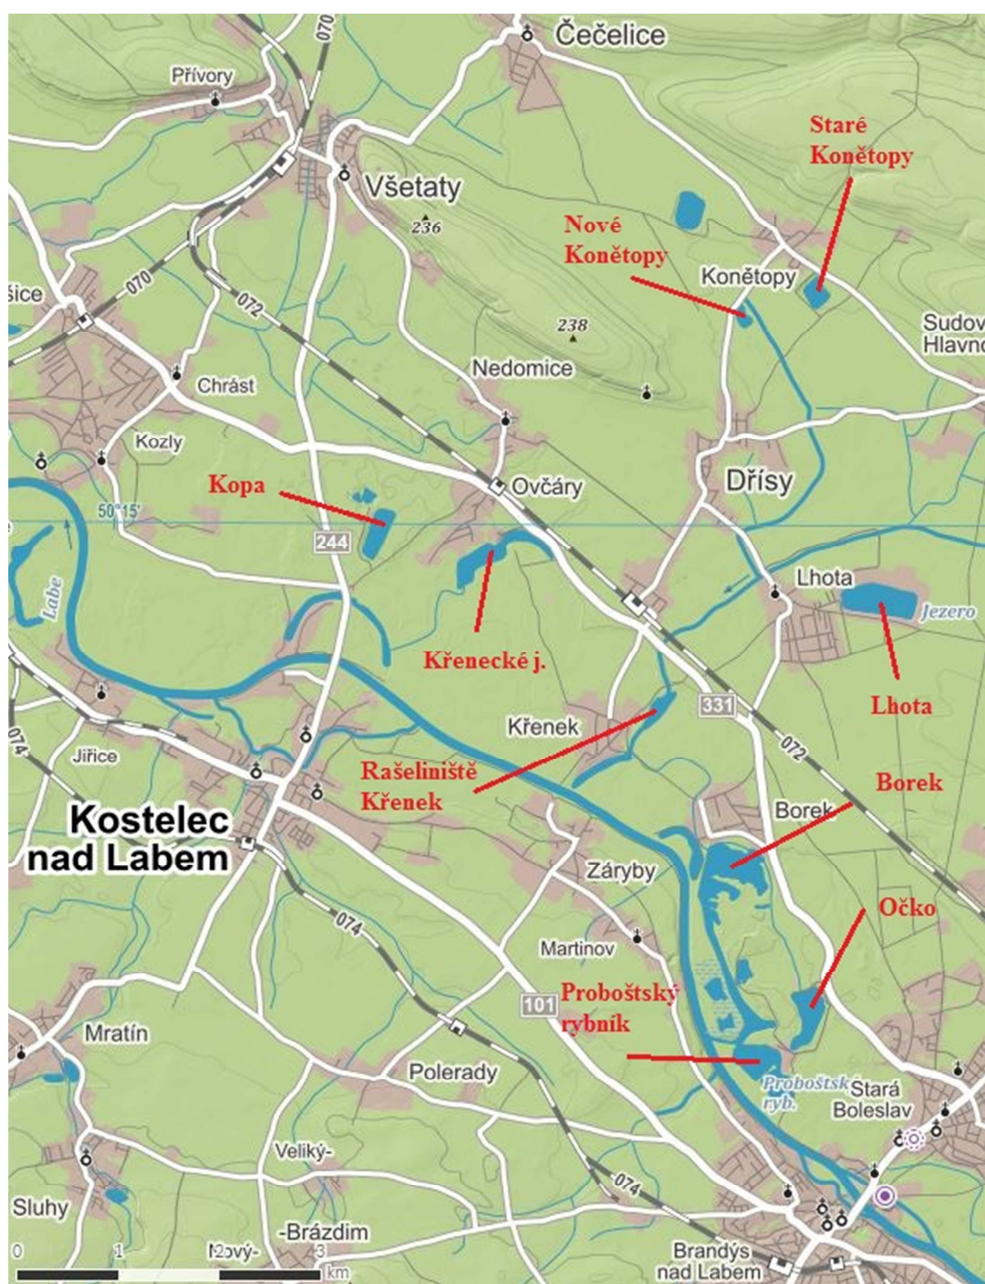 070
Čečelice
Přívory
Staré
Konětopy
Všetaty
236
Nové
Konětopy
Konětopy
070
072
šice
238
Sudov
Hlavno
Nedomice
Chrást
Kozly
Dřísy
Kopa
Ovčáry
50°15'
244
Lhota
Labe
Jezero
Křenecké j.
Lhota
331
Křenek
074
072
Jiřice
Rašeliniště
Křenek
Borek
Borek
Kostelec
nad Labem
Záryby
Očko
074
Martinov
Proboštský
rybník
101
Mratín
Polerady
Proboštsk
ryb.
Stará
Boleslav
Veliký-
074
Sluhy
-Brázdim
0 1 2 3
km
Nový-
Brandýs
nad Labem